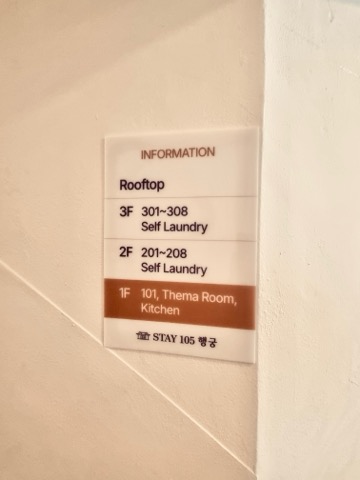 INFORMATION
Rooftop
3F 301~308
Self Laundry
2F 201~208
Self Laundry
1F 101, Thema Room,
Kitchen
STAY 105 행궁